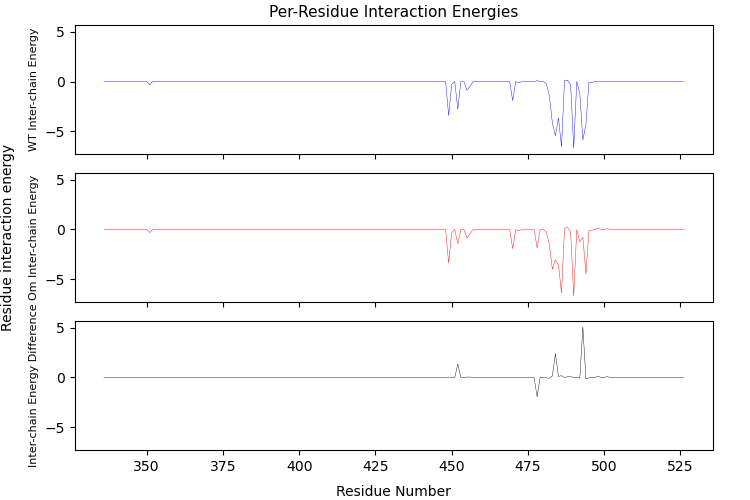 Per-Residue Interaction Energies
Residue interaction energy
WT Inter-chain Energy
5
0
−5
Om Inter-chain Energy
5
0
−5
Inter-chain Energy Difference
5
0
−5
350
375
400
425
450
475
500
525
Residue Number